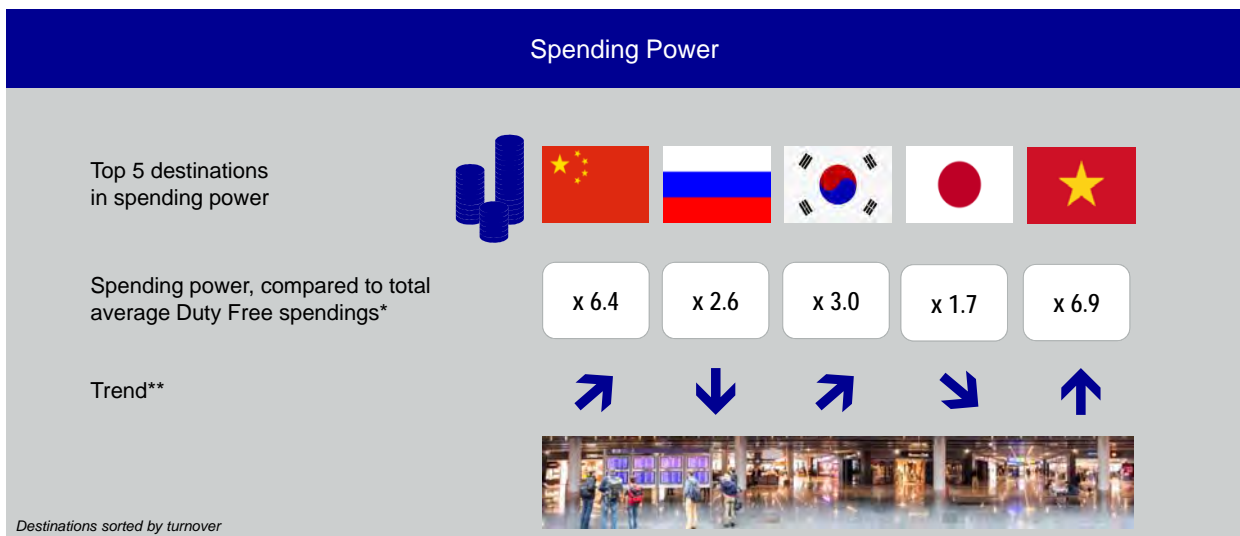 Spending Power
Top 5 destinations
in spending power
Spending power, compared to total
average Duty Free spendings*
x 6.4
x 2.6
x 3.0
x 1.7
x 6.9
Trend**
Destinations sorted by turnover